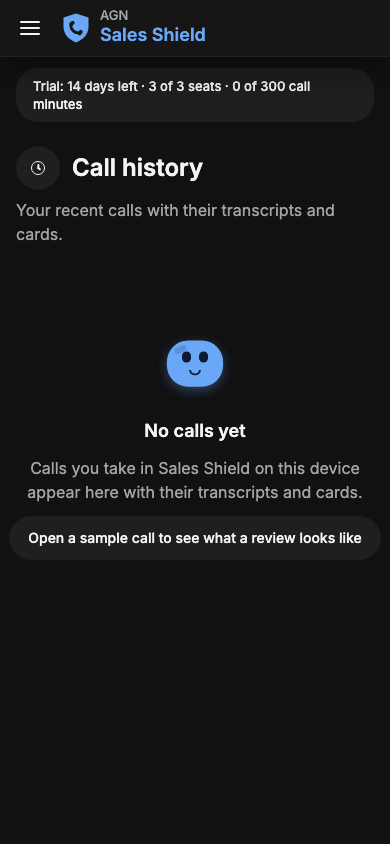 AGN
Sales Shield
Trial: 14 days left · 3 of 3 seats · 0 of 300 call
minutes
Call history
Your recent calls with their transcripts and
cards.
No calls yet
Calls you take in Sales Shield on this device
appear here with their transcripts and cards.
Open a sample call to see what a review looks like